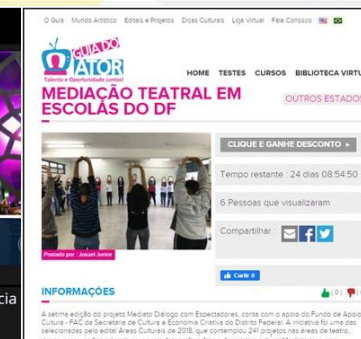 O Guia Mundo Artístico Editais e Projetos Dicas Culturais Loja Virtual Fale Conosco
GUIA DO
ATOR
Talento e Oportunidade Juntos!
HOME TESTES CURSOS BIBLIOTECA VIRTU
MEDIAÇÃO TEATRAL EM
ESCOLAS DO DF
OUTROS ESTADOS
CLIQUE E GANHE DESCONTO
Tempo restante : 24 dias 08:54:50
6 Pessoas que visualizaram
Compartilhar :
Postado por : Josuel Junior
Curtir 0
cia
INFORMAÇÕES
(0)
A sétima edição do projeto Mediato Diálogo com Espectadores, conta com o apoio do Fundo de Apoio
Cultura - FAC da Secretaria de Cultura e Economia Criativa do Distrito Federal. A iniciativa foi uma das
selecionadas pelo edital Áreas Culturais de 2018, que contemplou 241 projetos nas áreas de teatro,